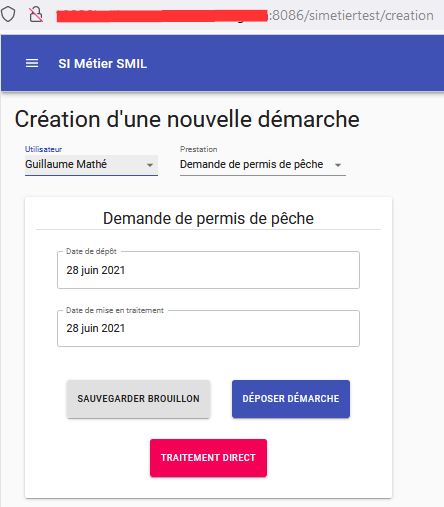 :8086/simetiertest/creation
SI Métier SMIL
Création d'une nouvelle démarche
Utilisateur
Prestation
Guillaume Mathé
Demande de permis de pêche
Demande de permis de pêche
Date de dépôt
28 juin 2021
Date de mise en traitement
28 juin 2021
SAUVEGARDER BROUILLON
DÉPOSER DÉMARCHE
TRAITEMENT DIRECT